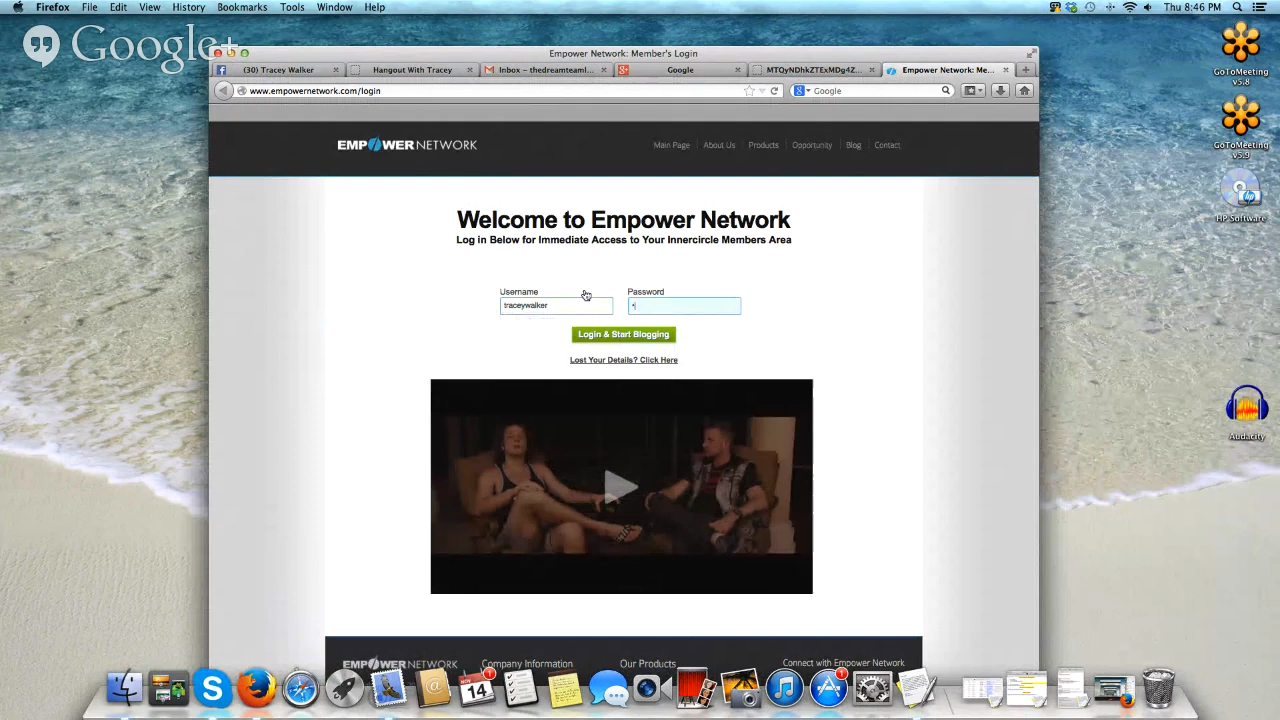 Firefox File Edit View History Bookmarks Tools Window Help
Thu 8:46 PM
Google+
Empower Network: Member's Login
(30) Tracey Walker
Hangout With Tracey
Inbox – thedreamteaml...
Google
MTQyNDhkZTExMDg4Z...
Empower Network: Me...
www.empowernetwork.com/login
Google
EMPOWER NETWORK
Main Page About Us Products Opportunity Blog Contact
Welcome to Empower Network
Log in Below for Immediate Access to Your Innercircle Members Area
Username Password
traceywalker
Login & Start Blogging
Lost Your Details? Click Here
EMPOWER NETWORK
Company Information
Our Products
Connect with Empower Network
GoToMeeting v5.8
GoToMeeting v5.9
HP Software
Audacity
NOV
14
1
1